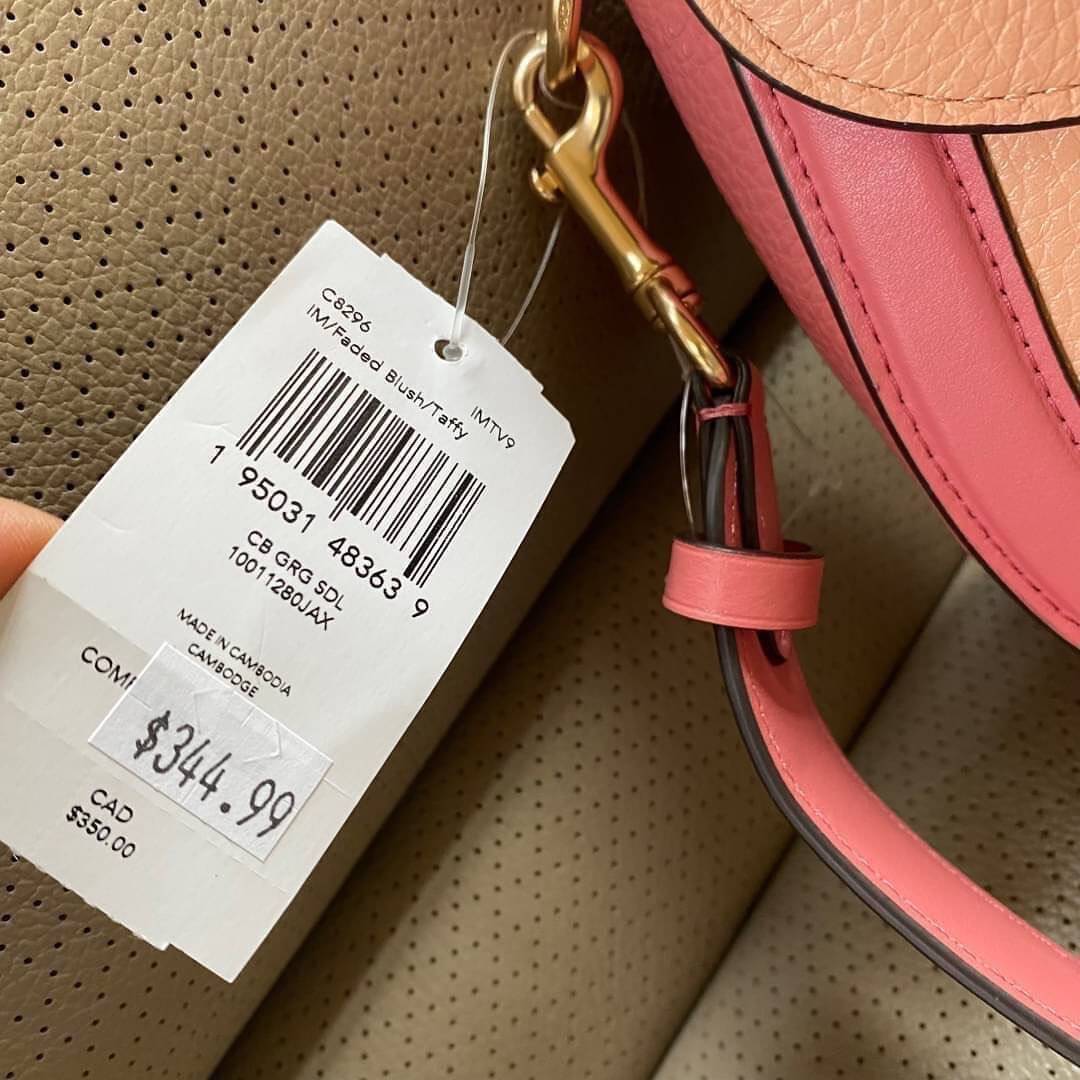 C8296
IM/Faded Blush/Taffy IMTV9
1 95031 48363 9
CB GRG SDL
10011280JAX
MADE IN CAMBODIA
CAMBODGE
$344.99
CAD
$350.00